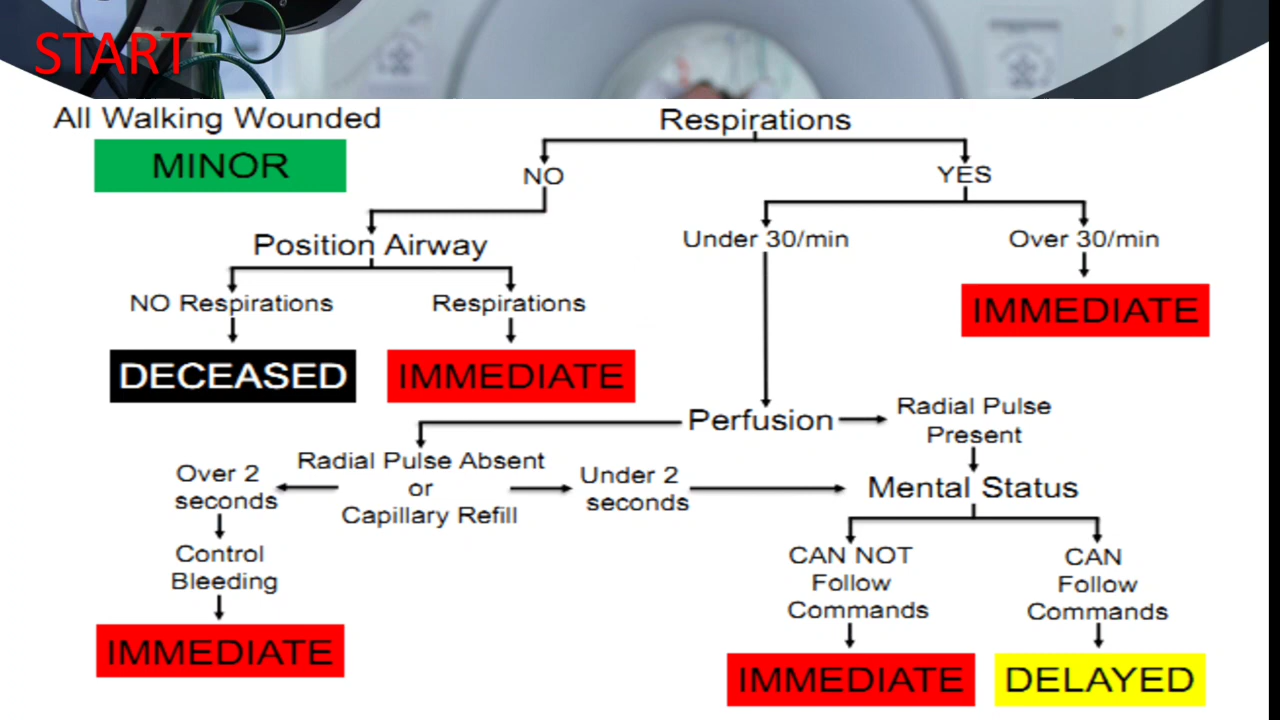 START
All Walking Wounded
MINOR
Respirations
NO
YES
Position Airway
Under 30/min
Over 30/min
NO Respirations
Respirations
IMMEDIATE
DECEASED
IMMEDIATE
Perfusion
Radial Pulse
Present
Radial Pulse Absent
or
Capillary Refill
Over 2
seconds
Under 2
seconds
Mental Status
Control
Bleeding
IMMEDIATE
CAN NOT
Follow
Commands
CAN
Follow
Commands
IMMEDIATE
DELAYED